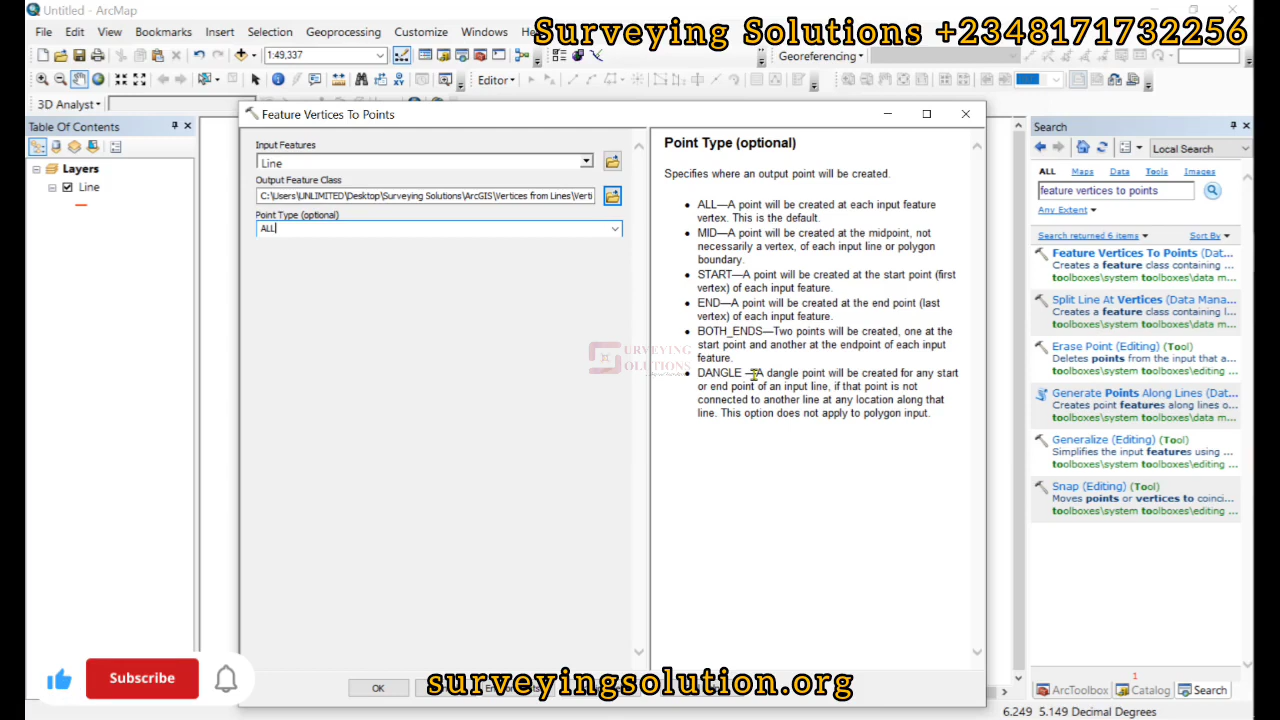 Untitled - ArcMap
Surveying Solutions +2348171732256
File Edit View Bookmarks Insert Selection Geoprocessing Customize Windows
1:49,337
Georeferencing
Editor
3D Analyst
Table Of Contents
Layers
Line
Feature Vertices To Points
Input Features
Line
Output Feature Class
C:\Users\UNLIMITED\Desktop\Surveying Solutions\ArcGIS\Vertices from Lines\Verti
Point Type (optional)
ALL
Point Type (optional)
Specifies where an output point will be created.
• ALL—A point will be created at each input feature
vertex. This is the default.
• MID—A point will be created at the midpoint, not
necessarily a vertex, of each input line or polygon
boundary.
• START—A point will be created at the start point (first
vertex) of each input feature.
• END—A point will be created at the end point (last
vertex) of each input feature.
• BOTH_ENDS—Two points will be created, one at the
start point and another at the endpoint of each input
feature.
• DANGLE —A dangle point will be created for any start
or end point of an input line, if that point is not
connected to another line at any location along that
line. This option does not apply to polygon input.
URVEYING
SOLUTIONS
Search
Local Search
ALL Maps Data Tools Images
feature vertices to points
Any Extent
Search returned 6 items
Sort By
Feature Vertices To Points (Dat...
Creates a feature class containing ...
toolboxes\system toolboxes\data m...
Split Line At Vertices (Data Mana...
Creates a feature class containing ...
toolboxes\system toolboxes\data m...
Erase Point (Editing) (Tool)
Deletes points from the input that a...
toolboxes\system toolboxes\editing ...
Generate Points Along Lines (Dat...
Creates point features along lines o...
toolboxes\system toolboxes\data m...
Generalize (Editing) (Tool)
Simplifies the input features using ...
toolboxes\system toolboxes\editing ...
Snap (Editing) (Tool)
Moves points or vertices to coinci...
toolboxes\system toolboxes\editing ...
Subscribe
OK
surveyingsolution.org
1
ArcToolbox Catalog Search
6.249 5.149 Decimal Degrees